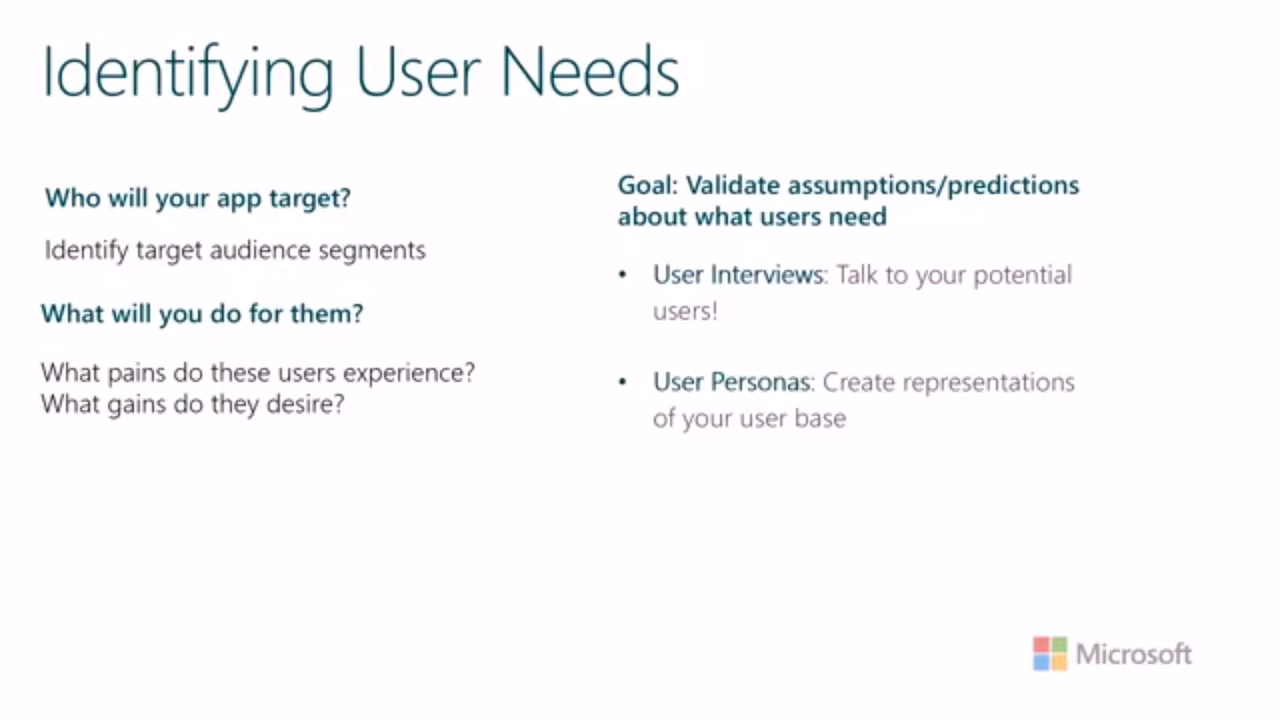 Identifying User Needs
Who will your app target?
Identify target audience segments
What will you do for them?
What pains do these users experience?
What gains do they desire?
Goal: Validate assumptions/predictions
about what users need
• User Interviews: Talk to your potential
users!
• User Personas: Create representations
of your user base
Microsoft